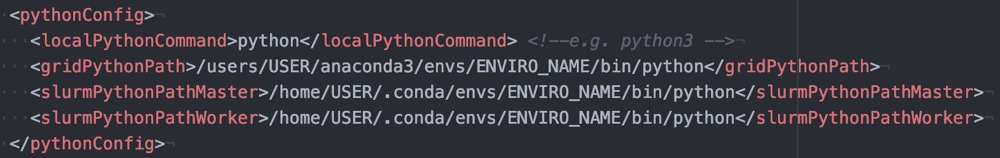 <pythonConfig>
<localPythonCommand>python</localPythonCommand> <!--e.g. python3 -->
<gridPythonPath>/users/USER/anaconda3/envs/ENVIRO_NAME/bin/python</gridPythonPath>
<slurmPythonPathMaster>/home/USER/.conda/envs/ENVIRO_NAME/bin/python</slurmPythonPathMaster>
<slurmPythonPathWorker>/home/USER/.conda/envs/ENVIRO_NAME/bin/python</slurmPythonPathWorker>
</pythonConfig>